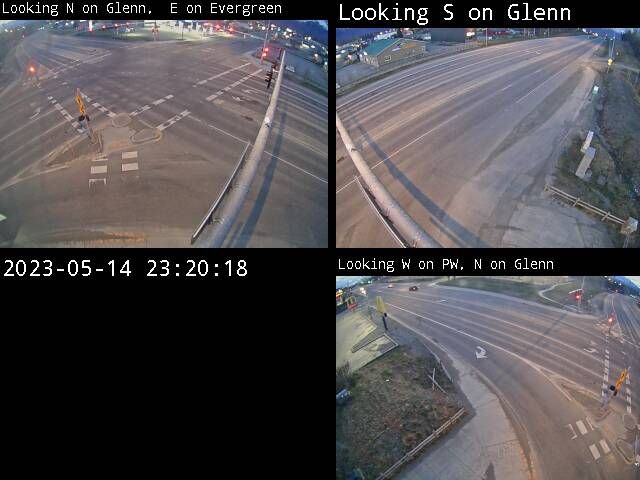 Looking N on Glenn, E on Evergreen
Looking S on Glenn
2023-05-14 23:20:18
Looking W on PW, N on Glenn